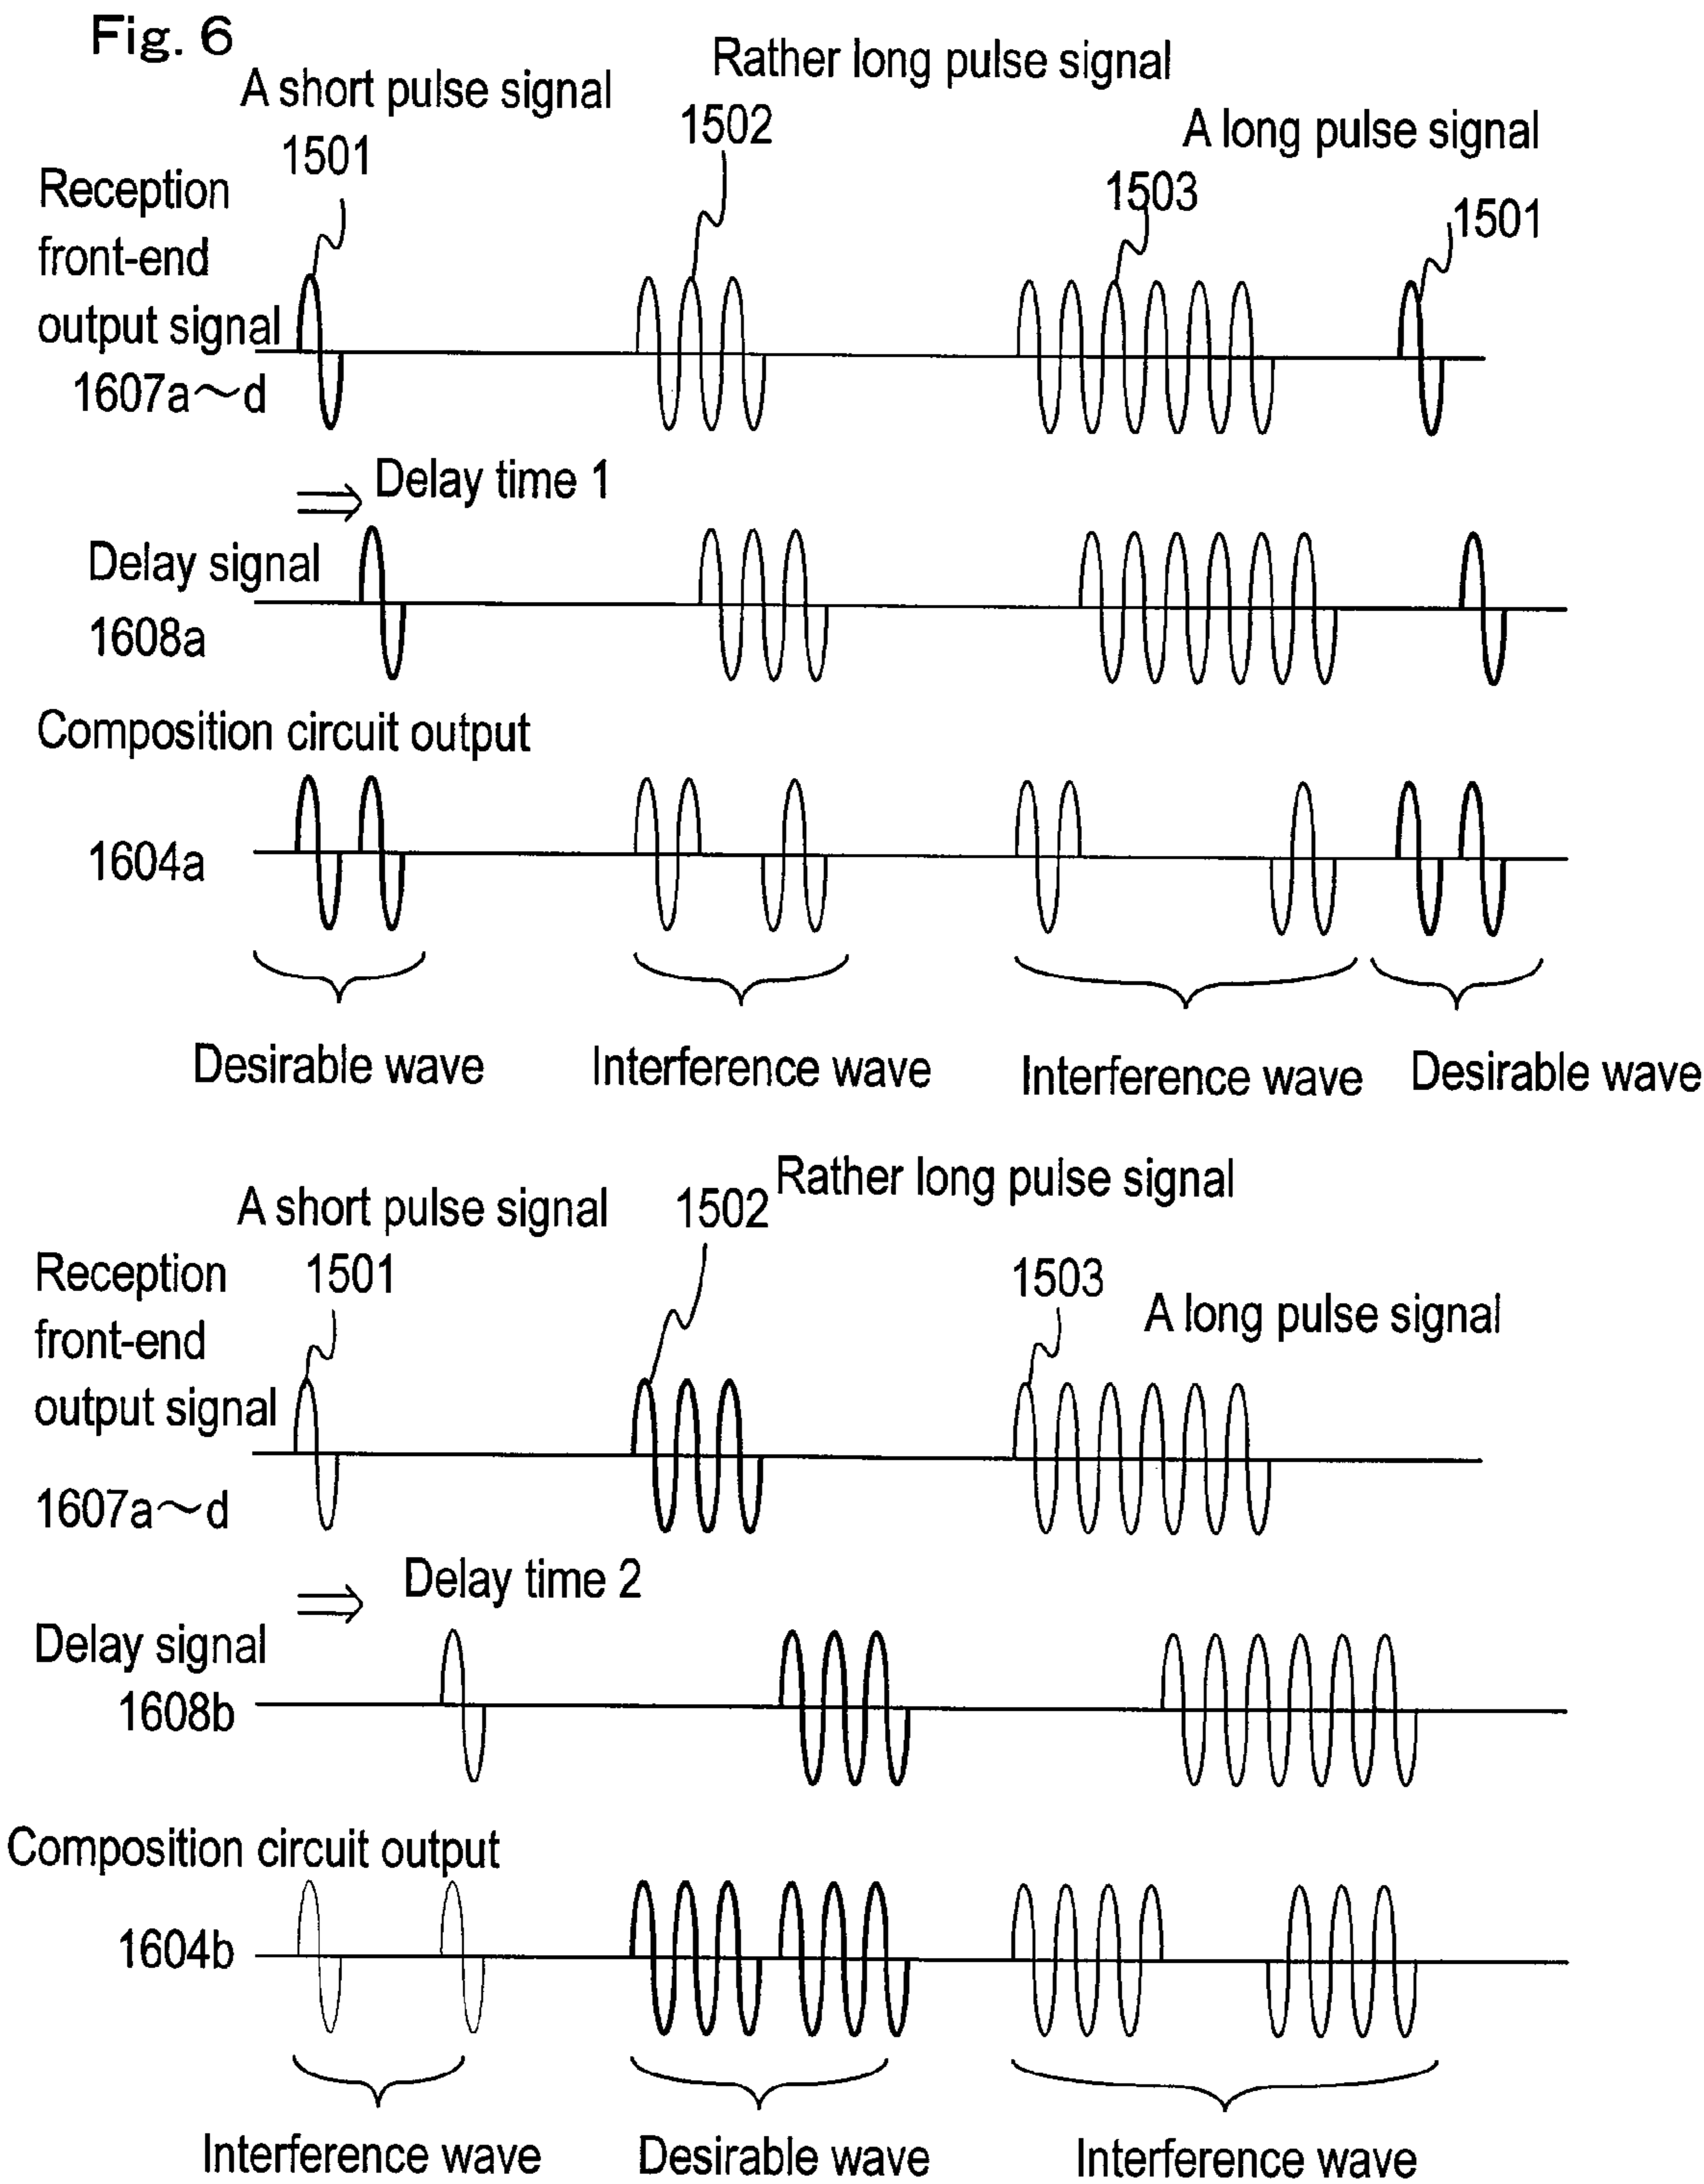 Fig. 6
A short pulse signal
Rather long pulse signal
1501
1502
A long pulse signal
1503
1501
Reception
front-end
output signal
1607a～d
Delay time 1
Delay signal
1608a
Composition circuit output
1604a
Desirable wave
Interference wave
Interference wave
Desirable wave
A short pulse signal
1502
Rather long pulse signal
1501
1503
A long pulse signal
Reception
front-end
output signal
1607a～d
Delay time 2
Delay signal
1608b
Composition circuit output
1604b
Interference wave
Desirable wave
Interference wave